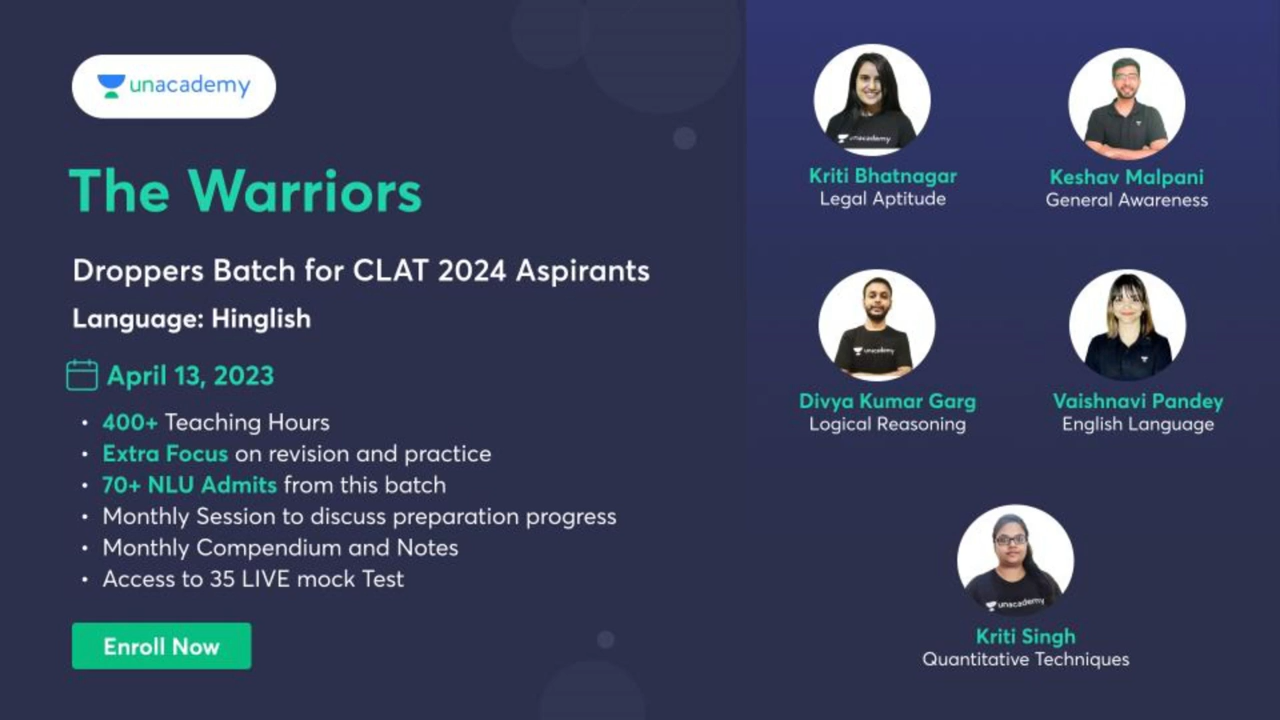 unacademy
The Warriors
Droppers Batch for CLAT 2024 Aspirants
Language: Hinglish
April 13, 2023
• 400+ Teaching Hours
• Extra Focus on revision and practice
• 70+ NLU Admits from this batch
• Monthly Session to discuss preparation progress
• Monthly Compendium and Notes
• Access to 35 LIVE mock Test
Enroll Now
unacademy
Kriti Bhatnagar
Legal Aptitude
Keshav Malpani
General Awareness
unacademy
Divya Kumar Garg
Logical Reasoning
Vaishnavi Pandey
English Language
unacademy
Kriti Singh
Quantitative Techniques